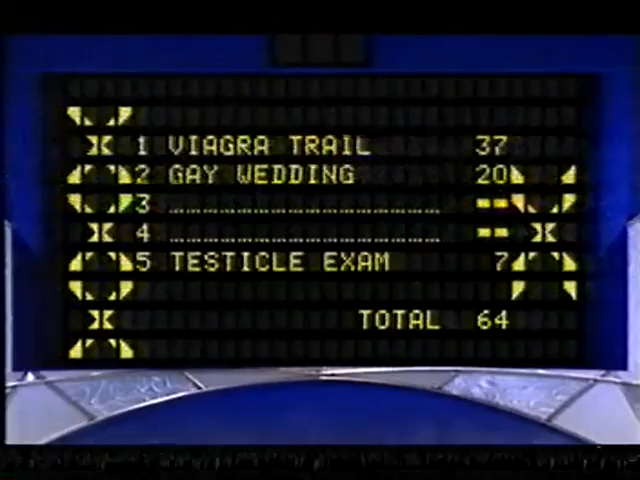 1 VIAGRA TRAIL 37
2 GAY WEDDING 20
3 ........................... --
4 ........................... --
5 TESTICLE EXAM 7
TOTAL 64